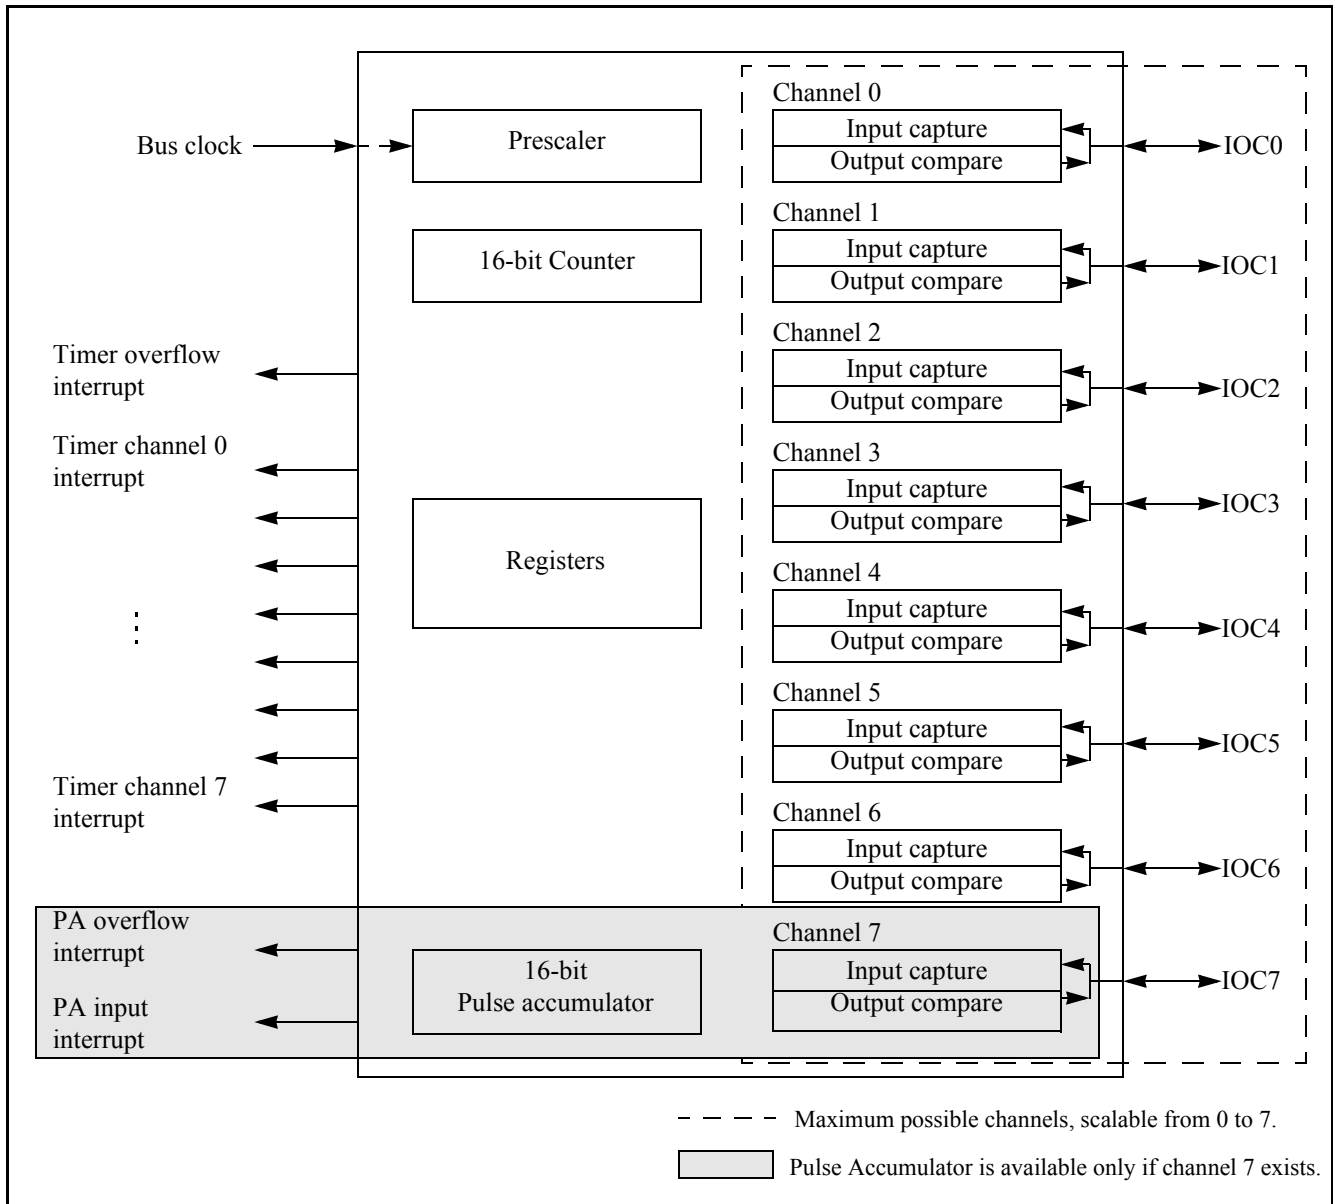 Bus clock
Prescaler
16-bit Counter
Timer overflow
interrupt
Timer channel 0
interrupt
Registers
Timer channel 7
interrupt
PA overflow
interrupt
PA input
interrupt
16-bit
Pulse accumulator
Channel 0
Input capture
Output compare
IOC0
Channel 1
Input capture
Output compare
IOC1
Channel 2
Input capture
Output compare
IOC2
Channel 3
Input capture
Output compare
IOC3
Channel 4
Input capture
Output compare
IOC4
Channel 5
Input capture
Output compare
IOC5
Channel 6
Input capture
Output compare
IOC6
Channel 7
Input capture
Output compare
IOC7
Maximum possible channels, scalable from 0 to 7.
Pulse Accumulator is available only if channel 7 exists.